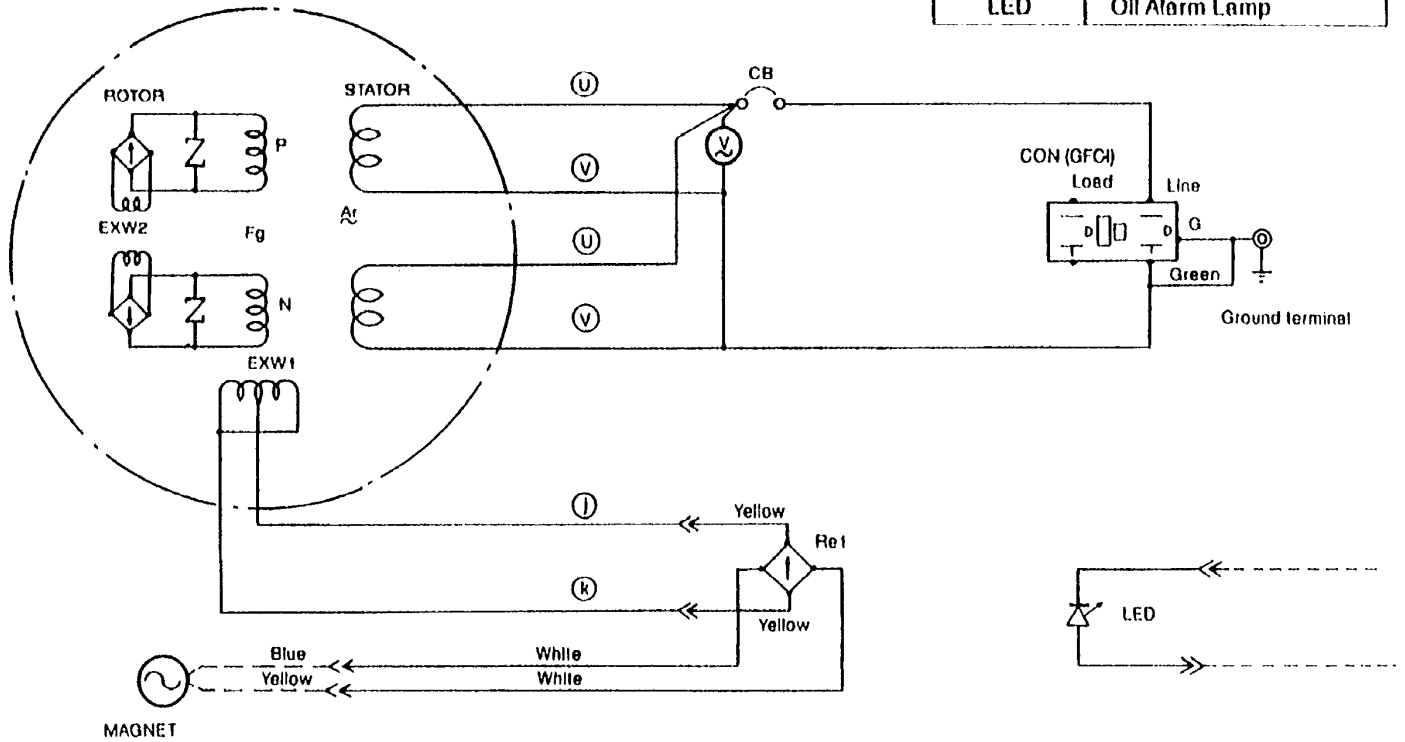 LED Oil Alarm Lamp
ROTOR
STATOR
U
CB
P
V
V
CON (GFCI)
Load
Line
EXW2
Fg
Ar
U
D
D
G
Green
Ground terminal
N
V
EXW1
j
Yellow
Re1
k
Yellow
LED
Blue
White
Yellow
White
MAGNET